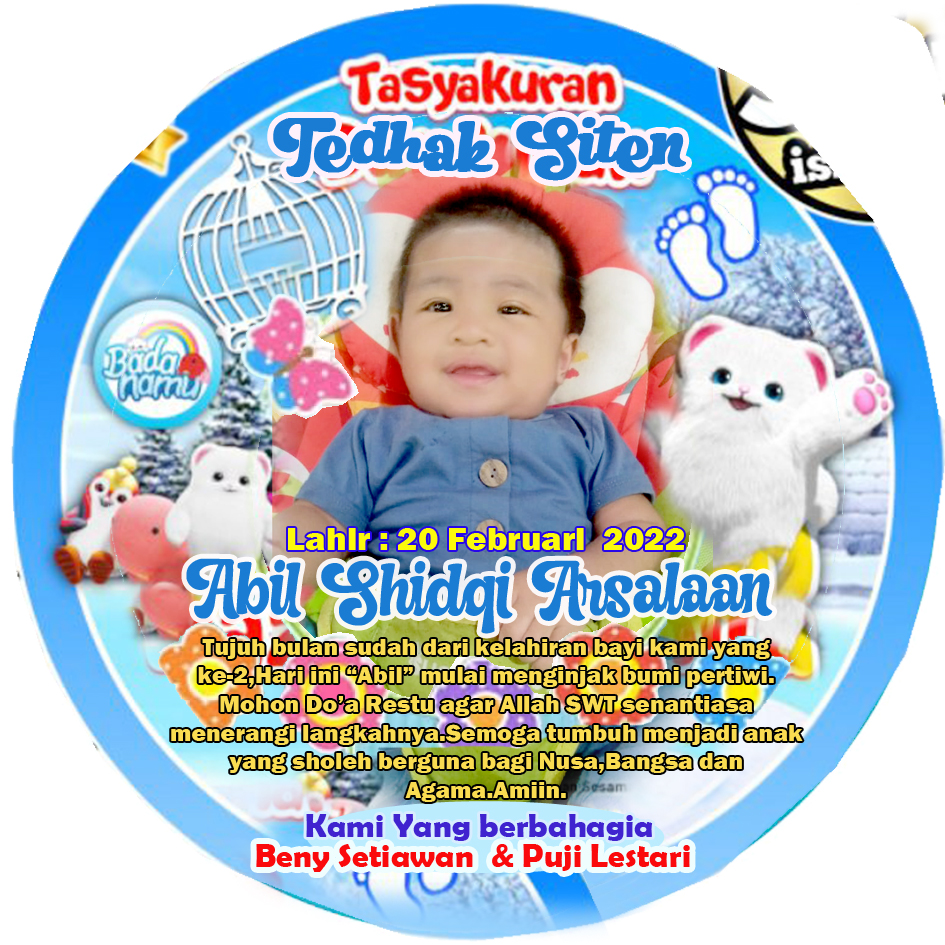 Tasyakuran
Tedhak Siten
is
Bada
namu
LahIr : 20 FebruarI 2022
Abil Shidqi Arsalaan
Tujuh bulan sudah dari kelahiran bayi kami yang
ke-2,Hari ini “Abil” mulai menginjak bumi pertiwi.
Mohon Do’a Restu agar Allah SWT senantiasa
menerangi langkahnya.Semoga tumbuh menjadi anak
yang sholeh berguna bagi Nusa,Bangsa dan
Agama.Amiin.
Sesam
Kami Yang berbahagia
Beny Setiawan & Puji Lestari